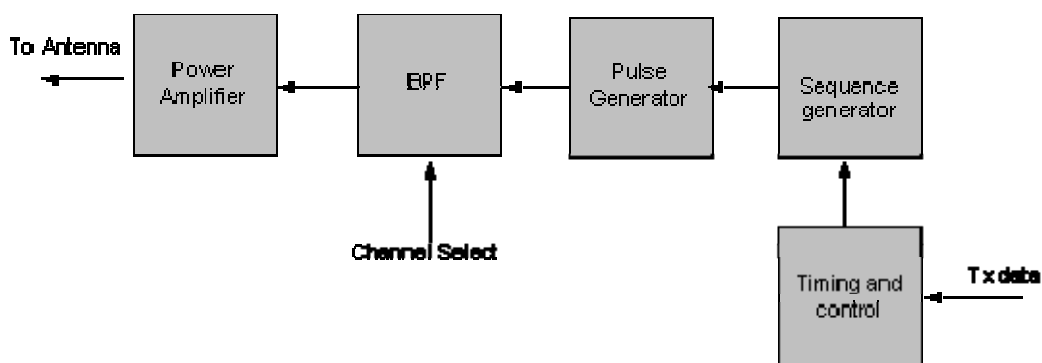 To Antenna
Power
Amplifier
BPF
Pulse
Generator
Sequence
generator
Channel Select
Timing and
control
Tx data